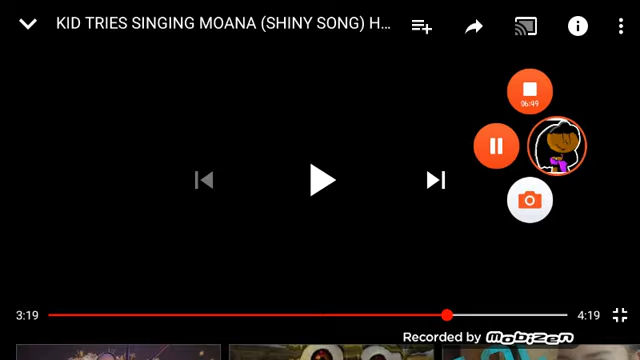 KID TRIES SINGING MOANA (SHINY SONG) H...
06:49
3:19
4:19
Recorded by mobizen